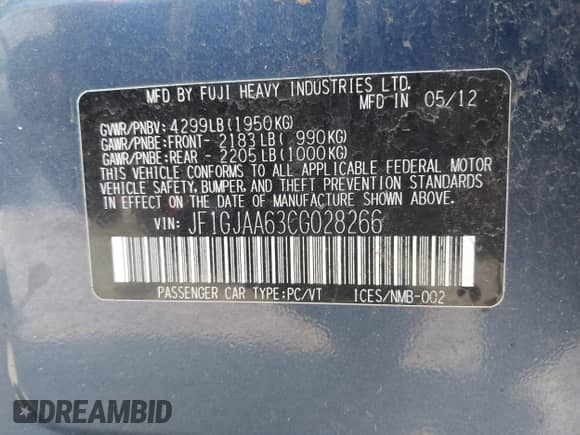 MFD BY FUJI HEAVY INDUSTRIES LTD.
MFD IN 05/12
GVWR/PNBV: 4299LB(1950KG)
GAWR/PNBE:FRONT- 2183LB( 990KG)
GAWR/PNBE:REAR - 2205LB(1000KG)
THIS VEHICLE CONFORMS TO ALL APPLICABLE FEDERAL MOTOR
VEHICLE SAFETY, BUMPER, AND THEFT PREVENTION STANDARDS
IN EFFECT ON THE DATE OF MANUFACTURE SHOWN ABOVE.
VIN: JF1GJAA63CG028266
PASSENGER CAR TYPE:PC/VT ICES/NMB-002
DREAMBID